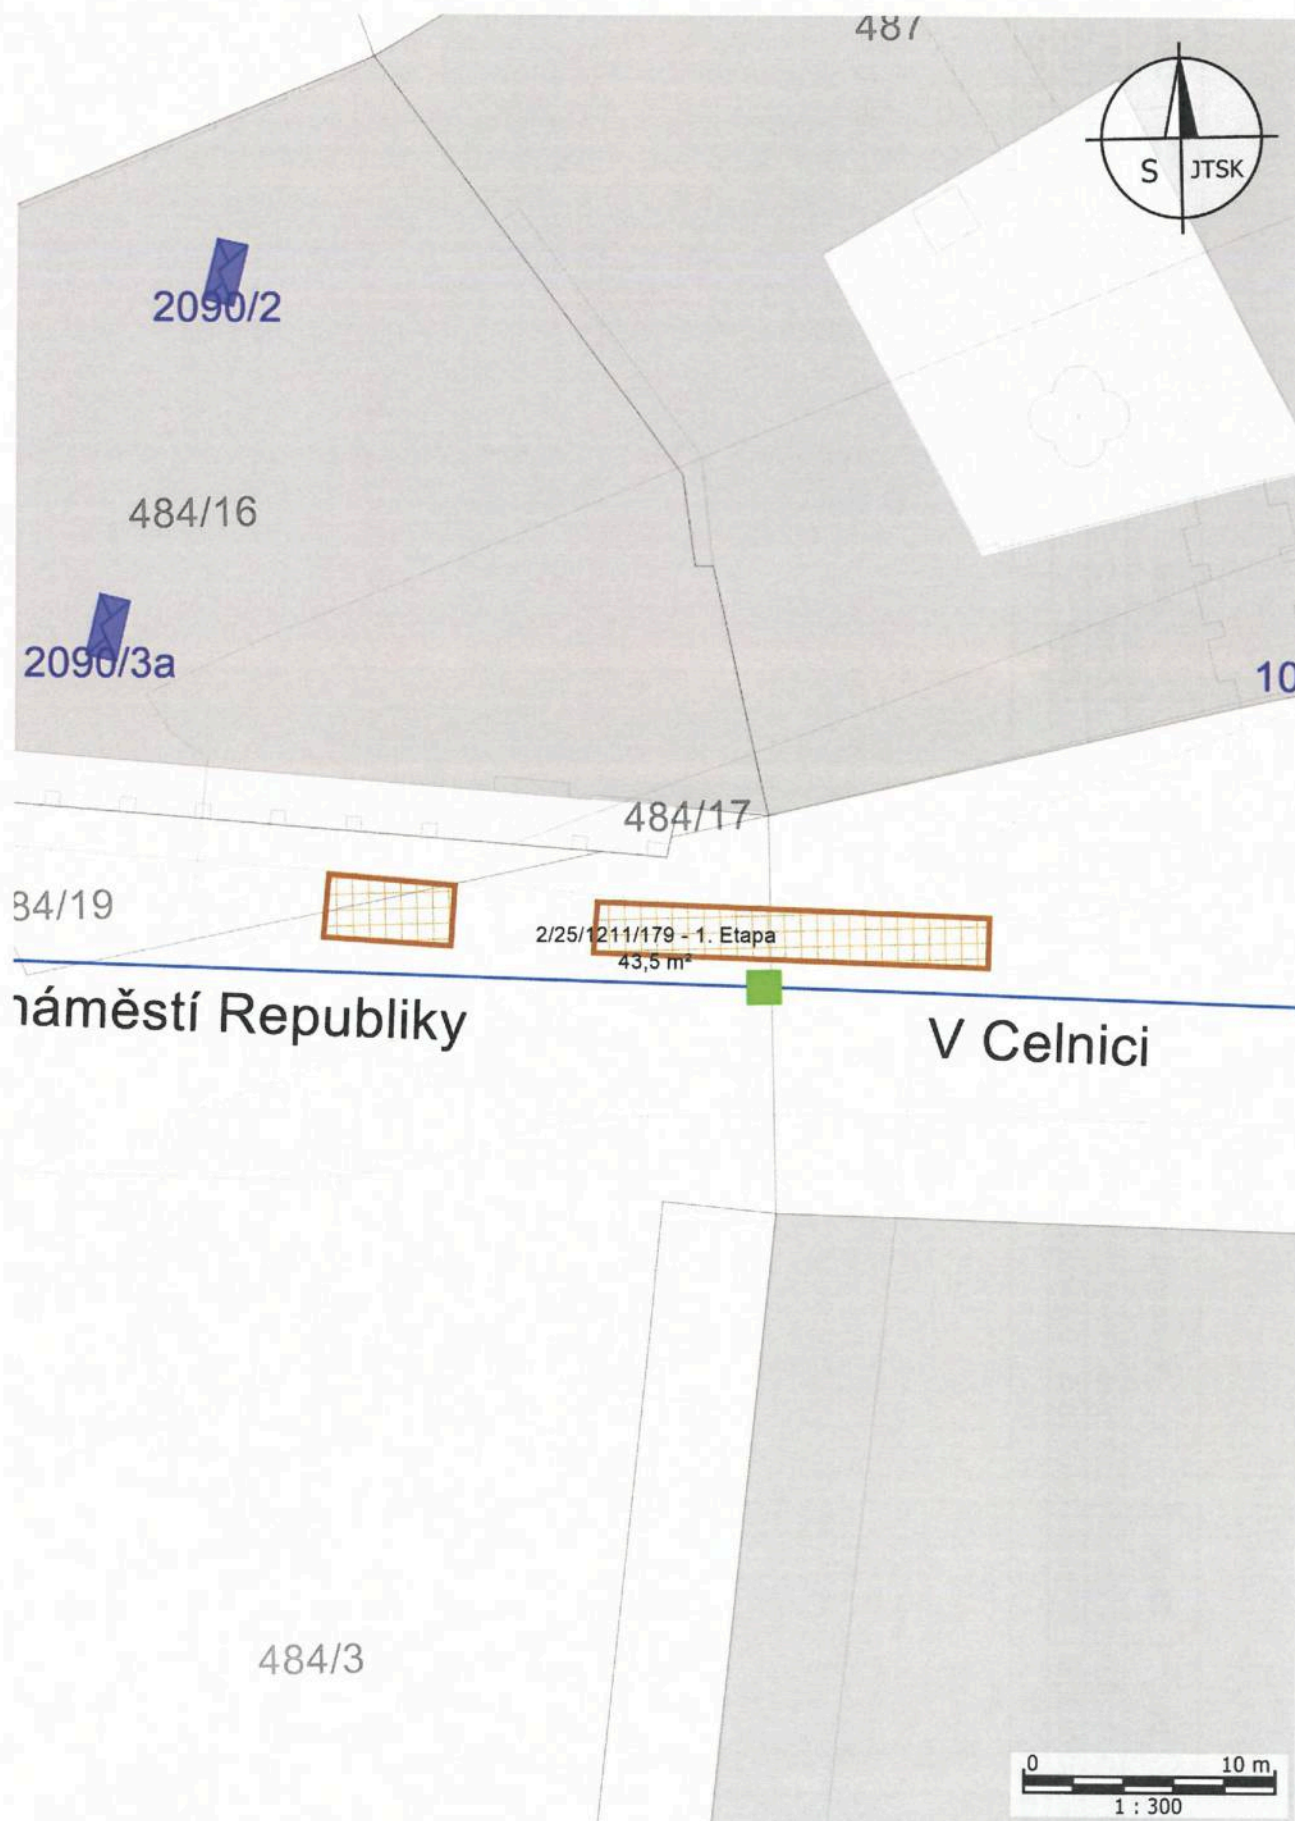 487
S JTSK
2090/2
484/16
2090/3a
10
484/17
84/19
2/25/1211/179 - 1. Etapa
43,5 m²
náměstí Republiky
V Celnici
484/3
0 10 m
1 : 300